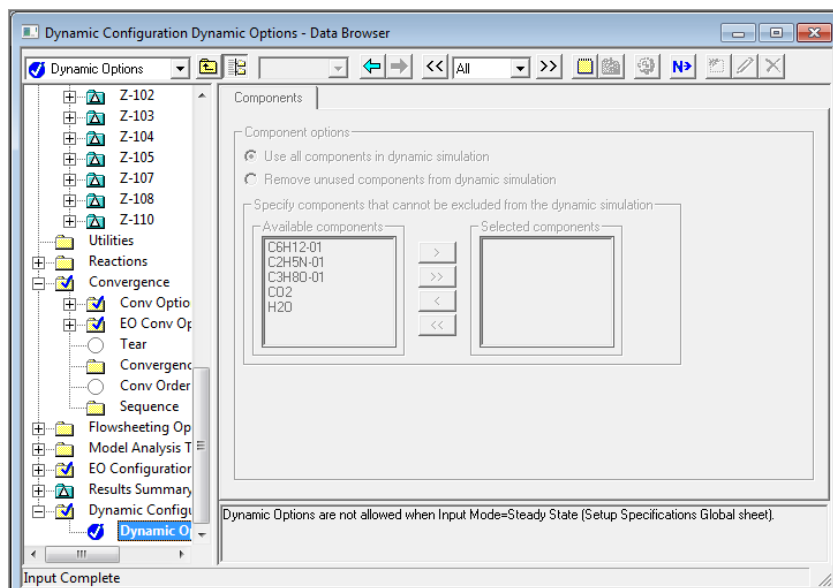 Dynamic Configuration Dynamic Options - Data Browser
Dynamic Options
<< All >> N>
Z-102
Z-103
Z-104
Z-105
Z-107
Z-108
Z-110
Utilities
Reactions
Convergence
Conv Optio
EO Conv Op
Tear
Convergenc
Conv Order
Sequence
Flowsheeting Op
Model Analysis T
EO Configuration
Results Summary
Dynamic Configu
Dynamic O
Components
Component options
Use all components in dynamic simulation
Remove unused components from dynamic simulation
Specify components that cannot be excluded from the dynamic simulation
Available components
Selected components
C6H12-01
C2H5N-01
C3H8O-01
CO2
H2O
>
>>
<
<<
Dynamic Options are not allowed when Input Mode=Steady State (Setup Specifications Global sheet).
Input Complete